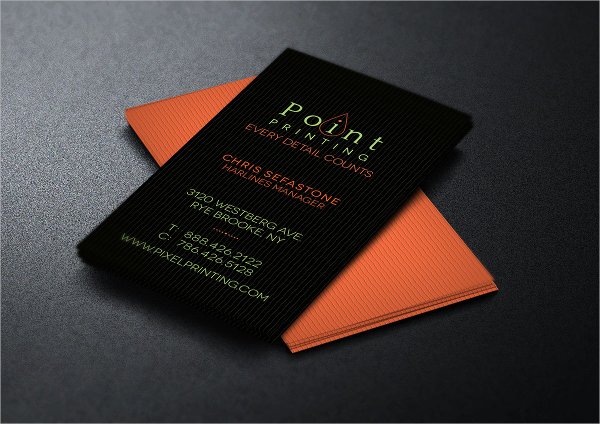 Point
PRINTING
EVERY DETAIL COUNTS
CHRIS SEFASTONE
HARLINES MANAGER
3120 WESTBERG AVE
RYE BROOKE, NY
T: 888.426.2122
C: 786.426.5128
WWW.PIXELPRINTING.COM